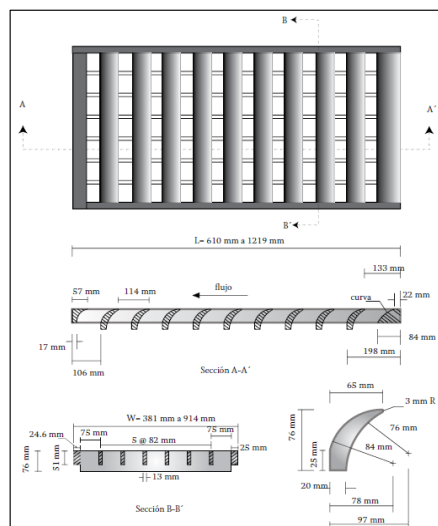 B
A
A´
B´
L= 610 mm a 1219 mm
133 mm
57 mm
114 mm
flujo
curva
22 mm
17 mm
84 mm
106 mm
198 mm
Sección A-A´
65 mm
3 mm R
W= 381 mm a 914 mm
24.6 mm
75 mm
5 @ 82 mm
75 mm
25 mm
76 mm
51 mm
13 mm
Sección B-B´
76 mm
25 mm
76 mm
84 mm
20 mm
78 mm
97 mm